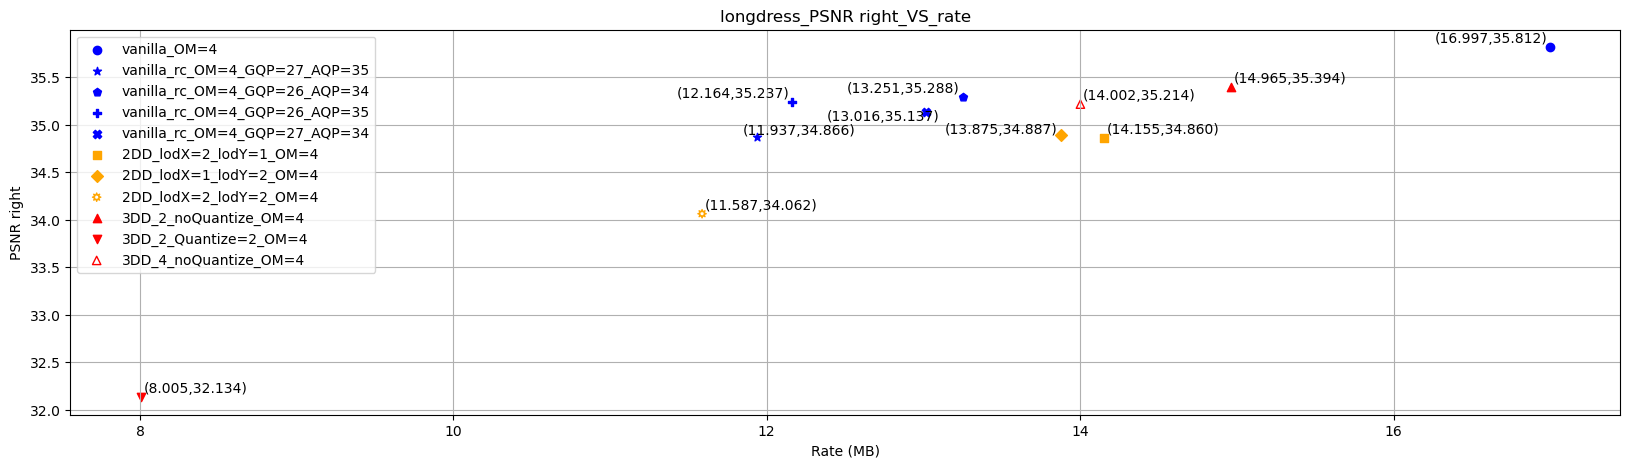 longdress_PSNR right_VS_rate
vanilla_OM=4
vanilla_rc_OM=4_GQP=27_AQP=35
vanilla_rc_OM=4_GQP=26_AQP=34
vanilla_rc_OM=4_GQP=26_AQP=35
vanilla_rc_OM=4_GQP=27_AQP=34
2DD_lodX=2_lodY=1_OM=4
2DD_lodX=1_lodY=2_OM=4
2DD_lodX=2_lodY=2_OM=4
3DD_2_noQuantize_OM=4
3DD_2_Quantize=2_OM=4
3DD_4_noQuantize_OM=4
(16.997,35.812)
(14.965,35.394)
(13.251,35.288)
(12.164,35.237)
(14.002,35.214)
(13.016,35.137)
(11.937,34.866)
(13.875,34.887)
(14.155,34.860)
(11.587,34.062)
(8.005,32.134)
PSNR right
35.5
35.0
34.5
34.0
33.5
33.0
32.5
32.0
8
10
12
14
16
Rate (MB)